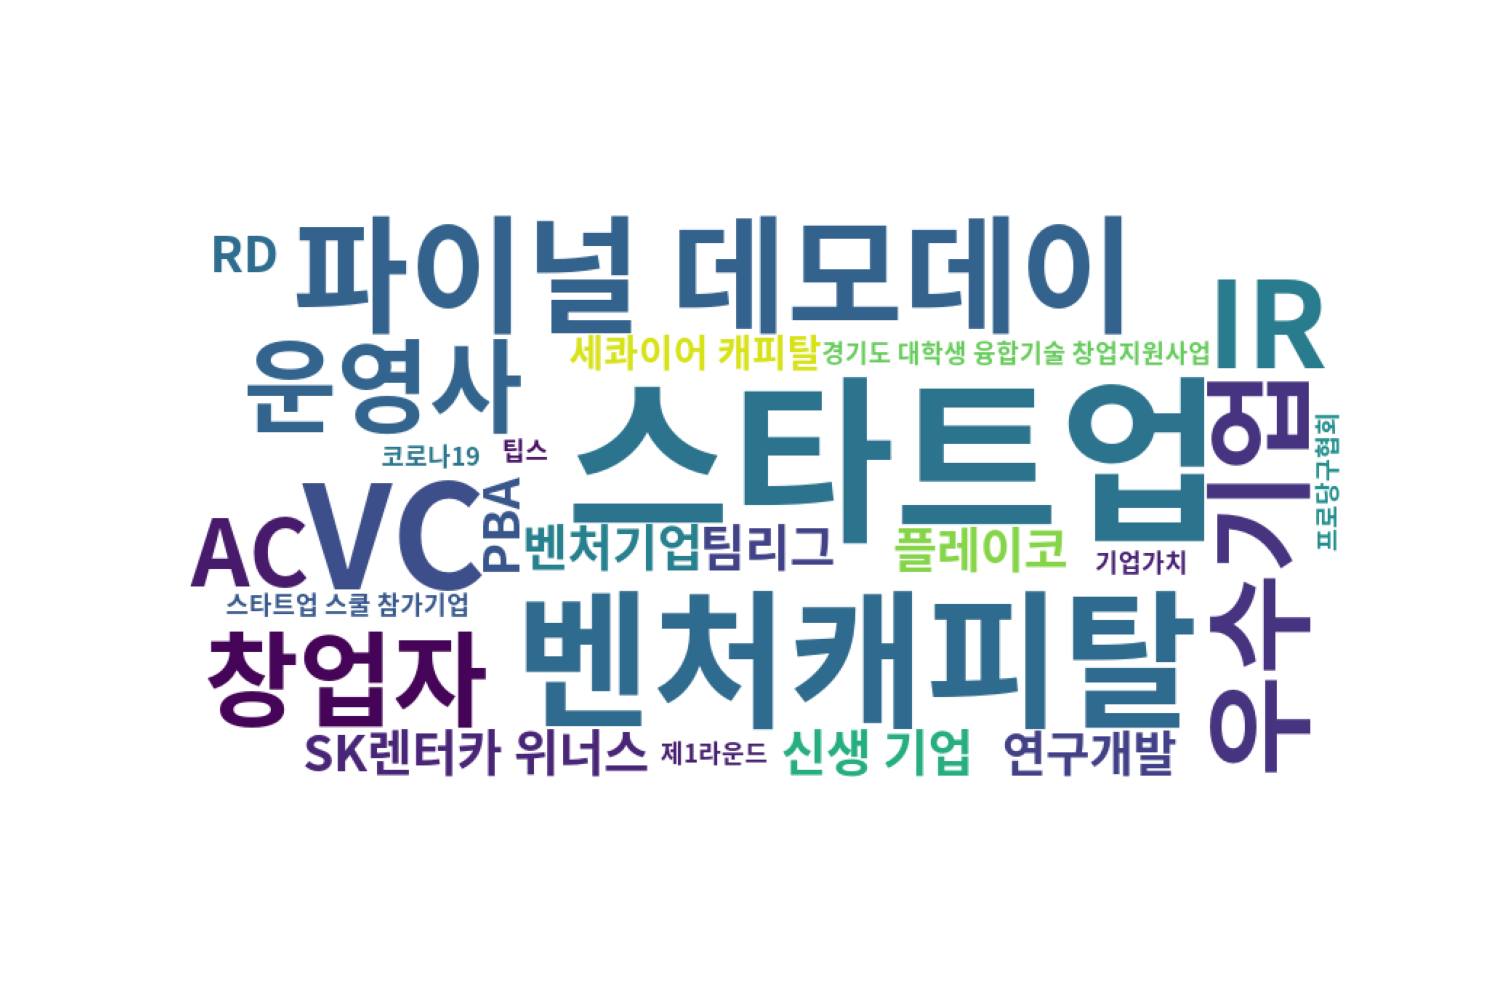 RD
파이널 데모데이
IR
운영사
세콰이어 캐피탈
경기도 대학생 융합기술 창업지원사업
스타트업
우수기업
프로당구협회
코로나19
팁스
AC
VC
PBA
벤처기업
팀리그
플레이코
기업가치
스타트업 스쿨 참가기업
창업자
벤처캐피탈
SK렌터카 위너스
제1라운드
신생 기업
연구개발